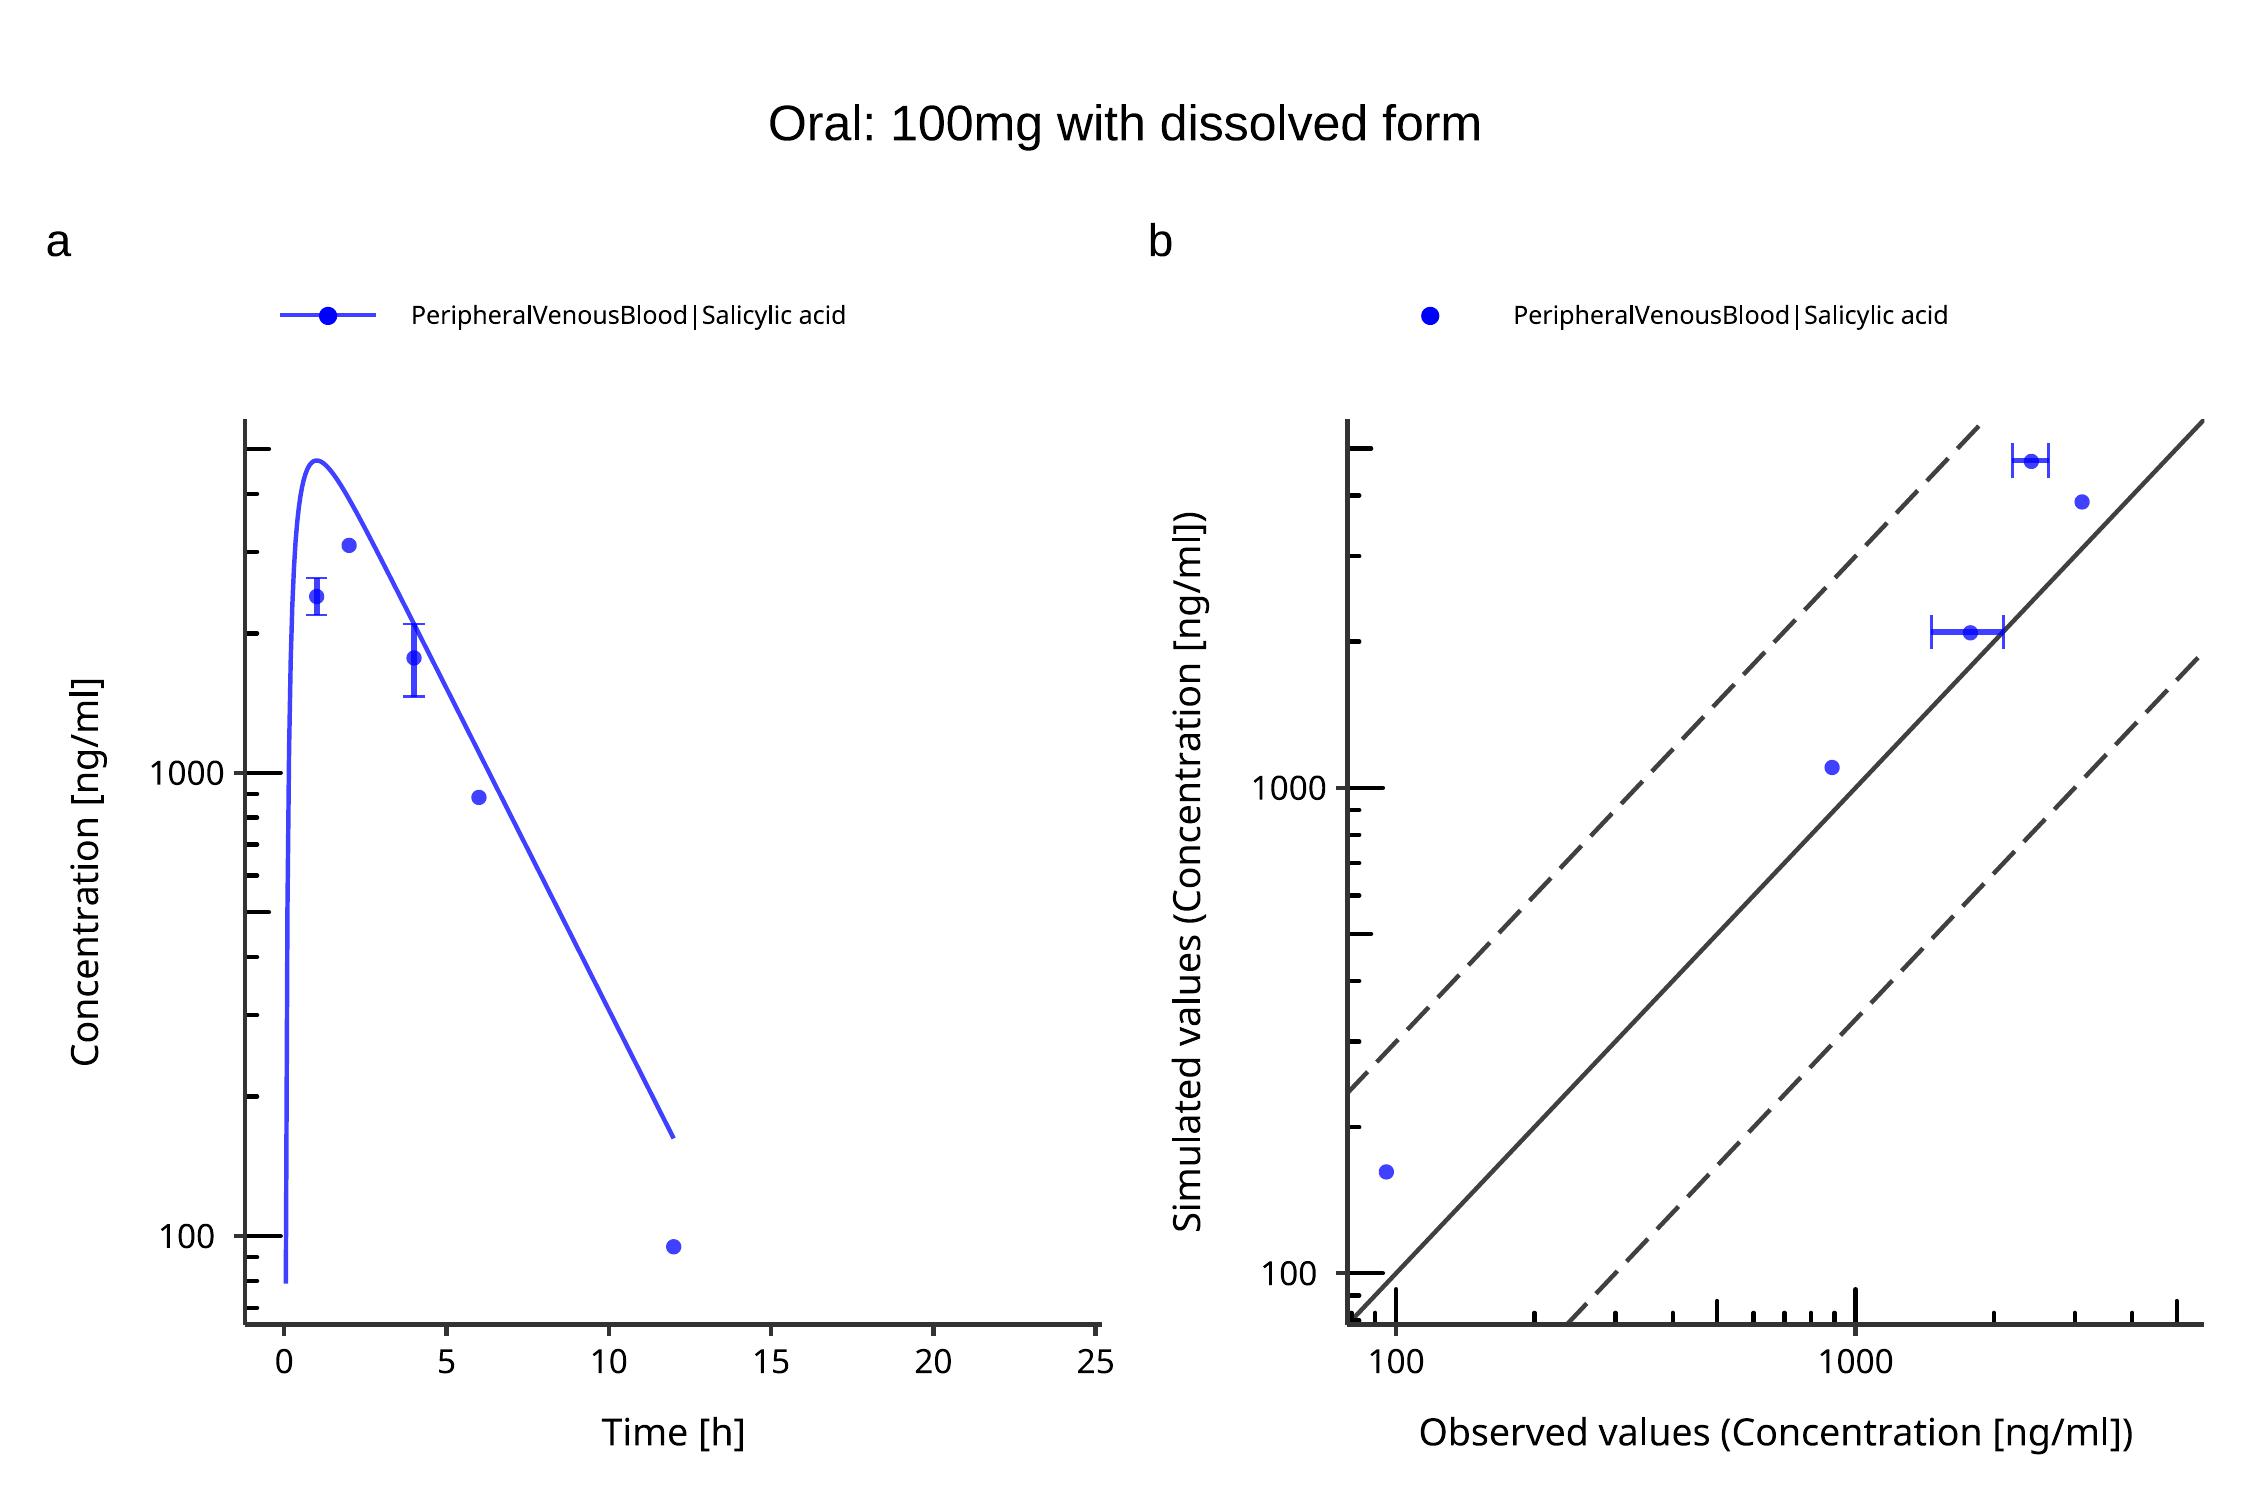 Oral: 100mg with dissolved form
a
PeripheralVenousBlood|Salicylic acid
Concentration [ng/ml]
1000
100
0 5 10 15 20 25
Time [h]
b
PeripheralVenousBlood|Salicylic acid
Simulated values (Concentration [ng/ml])
1000
100
100 1000
Observed values (Concentration [ng/ml])